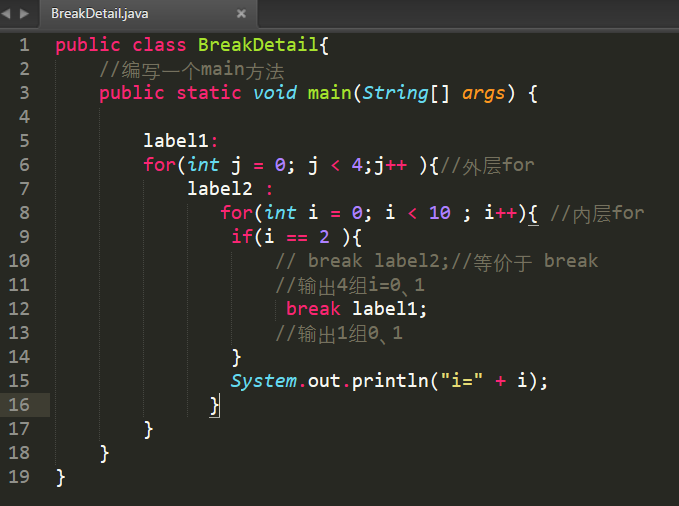 BreakDetail.java
1 public class BreakDetail{
2 //编写一个main方法
3 public static void main(String[] args) {
4
5 label1:
6 for(int j = 0; j < 4;j++ ){//外层for
7 label2 :
8 for(int i = 0; i < 10 ; i++){ //内层for
9 if(i == 2 ){
10 // break label2;//等价于 break
11 //输出4组i=0、1
12 break label1;
13 //输出1组0、1
14 }
15 System.out.println("i=" + i);
16 }
17 }
18 }
19 }